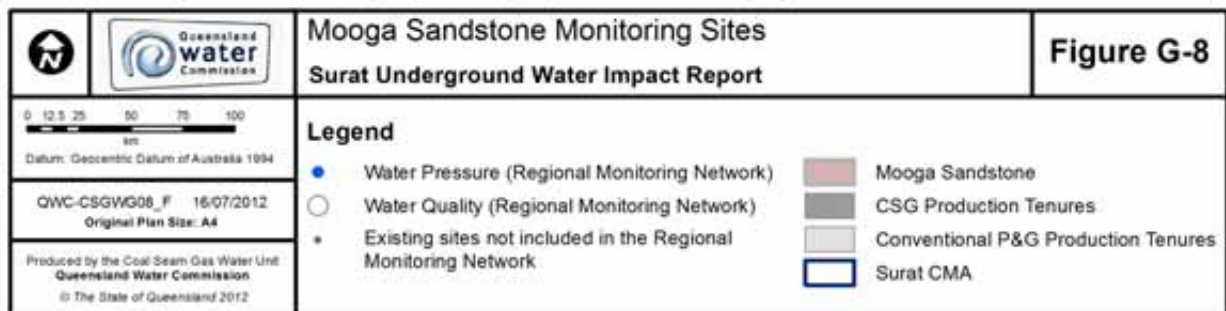 Queensland
water
Commission
Mooga Sandstone Monitoring Sites
Surat Underground Water Impact Report
Figure G-8
0 12.5 25 50 75 100
km
Datum: Geocentric Datum of Australia 1994
QWC-CSGWG08_F 16/07/2012
Original Plan Size: A4
Produced by the Coal Seam Gas Water Unit
Queensland Water Commission
© The State of Queensland 2012
Legend
Water Pressure (Regional Monitoring Network)
Water Quality (Regional Monitoring Network)
Existing sites not included in the Regional
Monitoring Network
Mooga Sandstone
CSG Production Tenures
Conventional P&G Production Tenures
Surat CMA